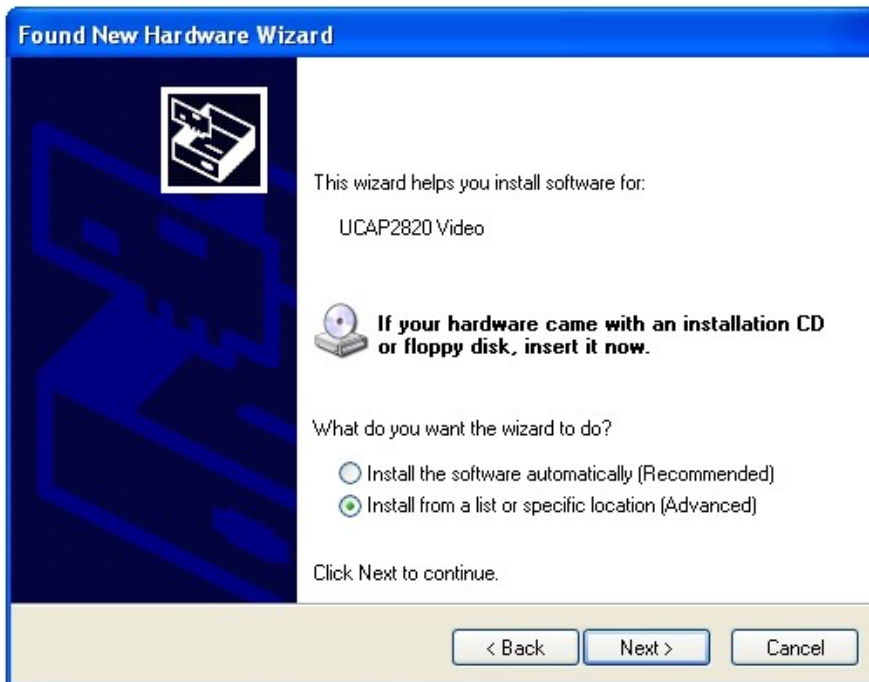 Found New Hardware Wizard
This wizard helps you install software for:
UCAP2820 Video
If your hardware came with an installation CD
or floppy disk, insert it now.
What do you want the wizard to do?
Install the software automatically (Recommended)
Install from a list or specific location (Advanced)
Click Next to continue.
< Back
Next >
Cancel